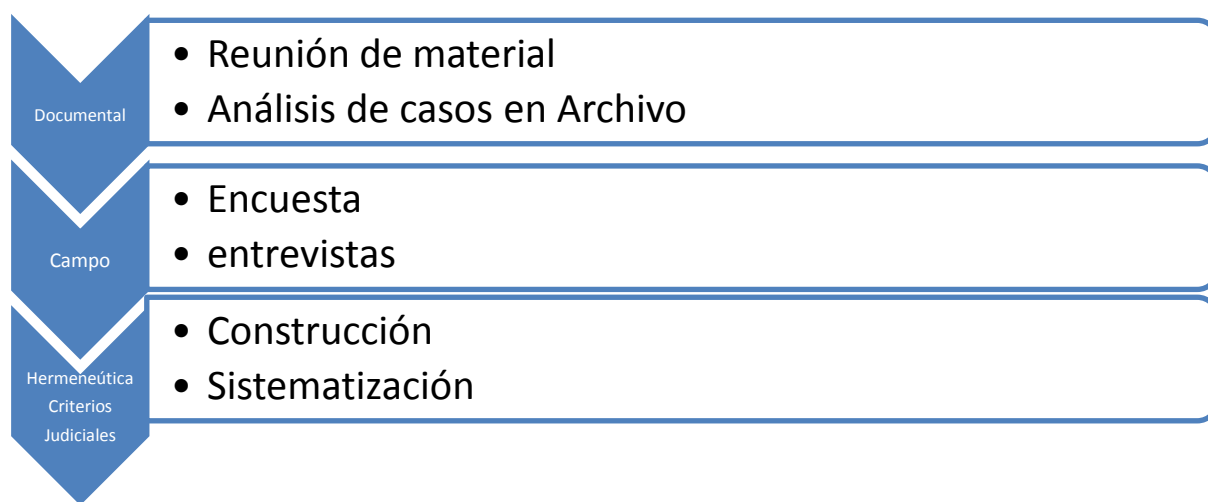 Documental
• Reunión de material
• Análisis de casos en Archivo
Campo
• Encuesta
• entrevistas
Hermeneútica
Criterios
Judiciales
• Construcción
• Sistematización